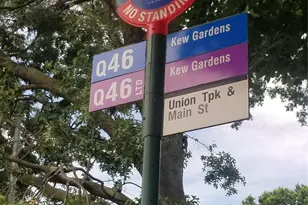 NO STANDING
Q46
Kew Gardens
Q46 LTD
Kew Gardens
Union Tpk &
Main St